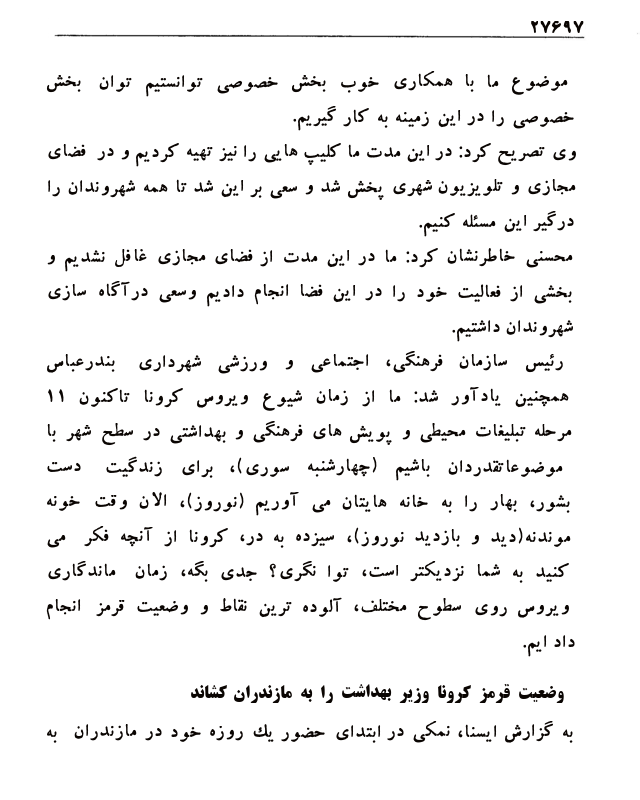 ۲۷۶۹۷
موضوع ما با همکاری خوب بخش خصوصی توانستیم توان بخش
خصوصی را در این زمینه به کار گیریم.
وی تصریح کرد: در این مدت ما کلیپ هایی را نیز تهیه کردیم و در فضای
مجازی و تلویزیون شهری پخش شد و سعی بر این شد تا همه شهروندان را
درگیر این مسئله کنیم.
محسنی خاطرنشان کرد: ما در این مدت از فضای مجازی غافل نشدیم و
بخشی از فعالیت خود را در این فضا انجام دادیم وسعی درآگاه سازی
شهروندان داشتیم.
رئیس سازمان فرهنگی، اجتماعی و ورزشی شهرداری بندرعباس
همچنین یادآور شد: ما از زمان شیوع ویروس کرونا تاکنون ۱۱
مرحله تبلیغات محیطی و پویش های فرهنگی و بهداشتی در سطح شهر با
موضوعاتقدردان باشیم (چهارشنبه سوری)، برای زندگیت دست
بشور، بهار را به خانه هایتان می آوریم (نوروز)، الان وقت خونه
موندنه(دید و بازدید نوروز)، سیزده به در، کرونا از آنچه فکر می
کنید به شما نزدیکتر است، توا نگری؟ جدی بگه، زمان ماندگاری
ویروس روی سطوح مختلف، آلوده ترین نقاط و وضعیت قرمز انجام
داد ایم.
وضعیت قرمز کرونا وزیر بهداشت را به مازندران کشاند
به گزارش ایسنا، نمکی در ابتدای حضور یك روزه خود در مازندران به